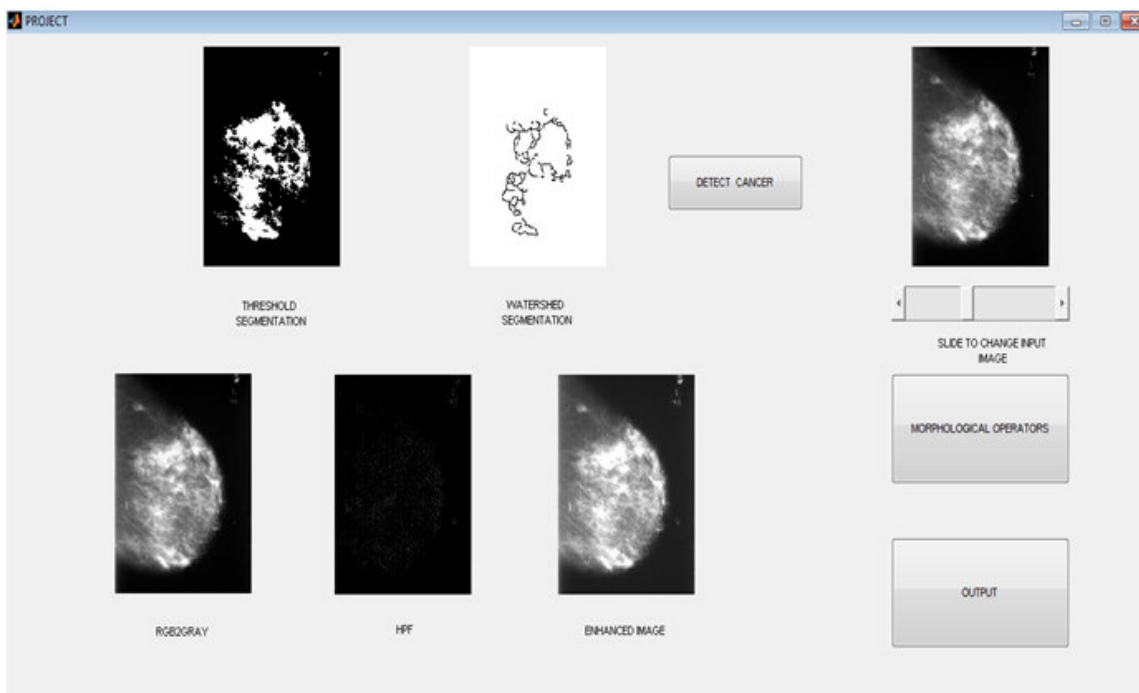 PROJECT
DETECT CANCER
THRESHOLD
SEGMENTATION
WATERSHED
SEGMENTATION
SLIDE TO CHANGE INPUT
IMAGE
MORPHOLOGICAL OPERATORS
OUTPUT
RGB2GRAY
HPF
ENHANCED IMAGE